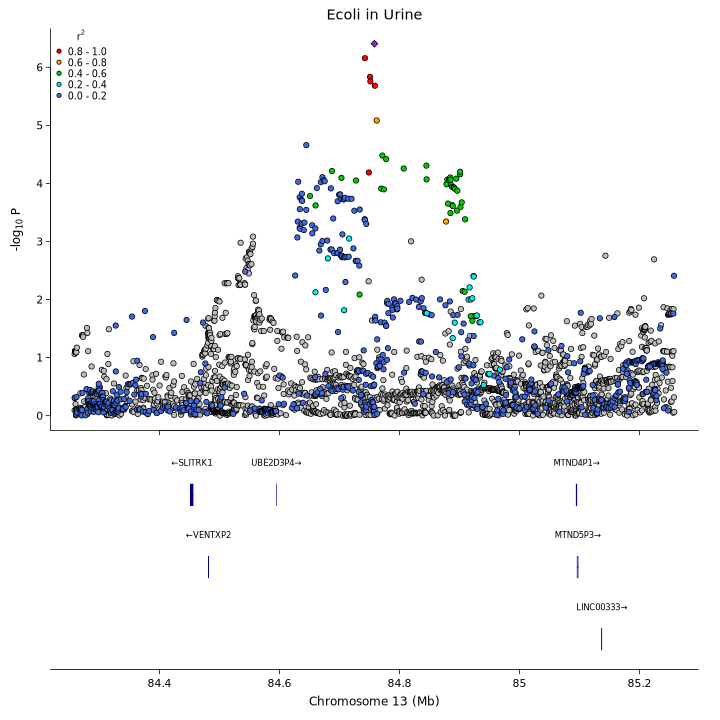 Ecoli in Urine
r2
0.8 - 1.0
0.6 - 0.8
0.4 - 0.6
0.2 - 0.4
0.0 - 0.2
6
5
4
3
2
1
0
-log10 P
←SLITRK1 UBE2D3P4→ MTND4P1→
←VENTXP2 MTND5P3→
LINC00333→
84.4 84.6 84.8 85 85.2
Chromosome 13 (Mb)